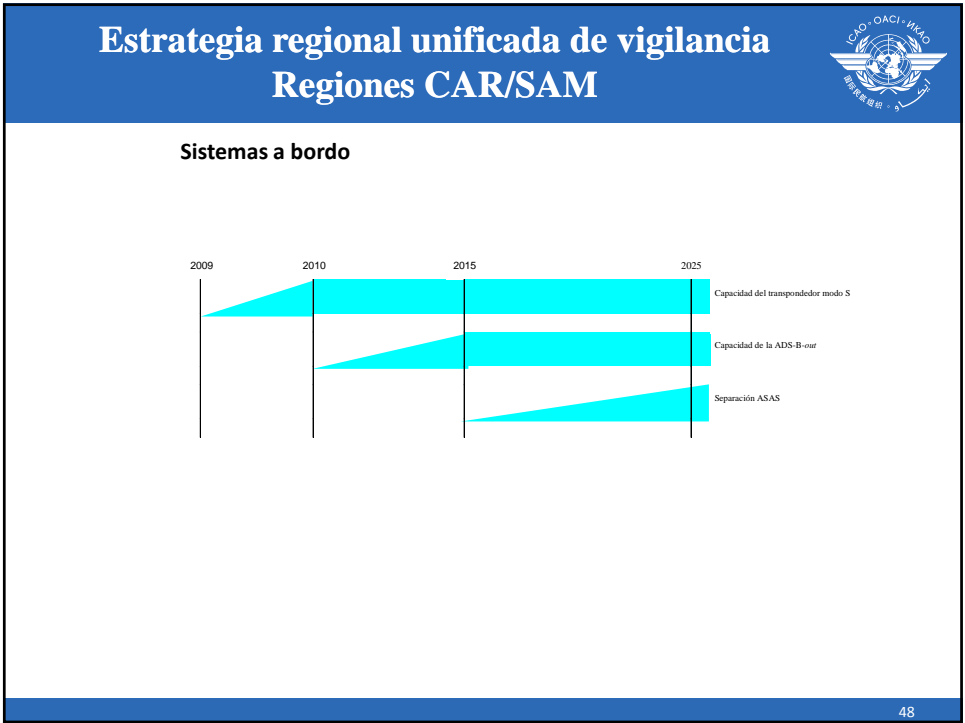 Estrategia regional unificada de vigilancia
Regiones CAR/SAM
ICAO · OACI · ИКАО
Sistemas a bordo
2009 2010 2015 2025
Capacidad del transpondedor modo S
Capacidad de la ADS-B-out
Separación ASAS
48